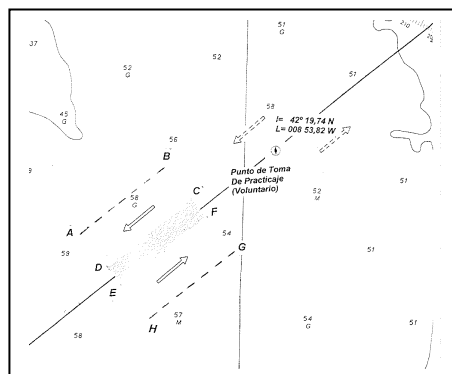 51
G
210
37
52
G
52
51
58
l= 42º 19,74 N
L= 008 53,82 W
45
G
56
B
9
Punto de Toma
De Practicaje
(Voluntario)
58
G
C
52
M
51
F
A
54
59
G
51
D
E
H
57
M
54
G
51
58